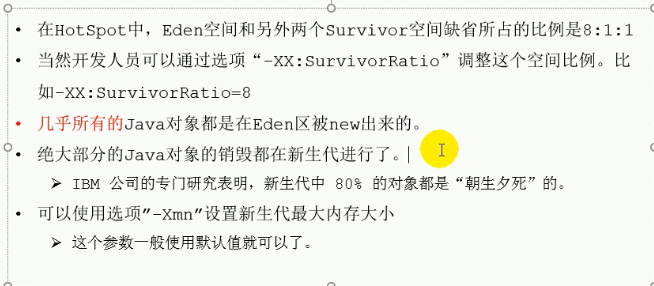 • 在HotSpot中，Eden空间和另外两个Survivor空间缺省所占的比例是8:1:1
• 当然开发人员可以通过选项“-XX:SurvivorRatio”调整这个空间比例。比
如-XX:SurvivorRatio=8
• 几乎所有的Java对象都是在Eden区被new出来的。
• 绝大部分的Java对象的销毁都在新生代进行了。
➢ IBM 公司的专门研究表明，新生代中 80% 的对象都是“朝生夕死”的。
• 可以使用选项”-Xmn”设置新生代最大内存大小
➢ 这个参数一般使用默认值就可以了。